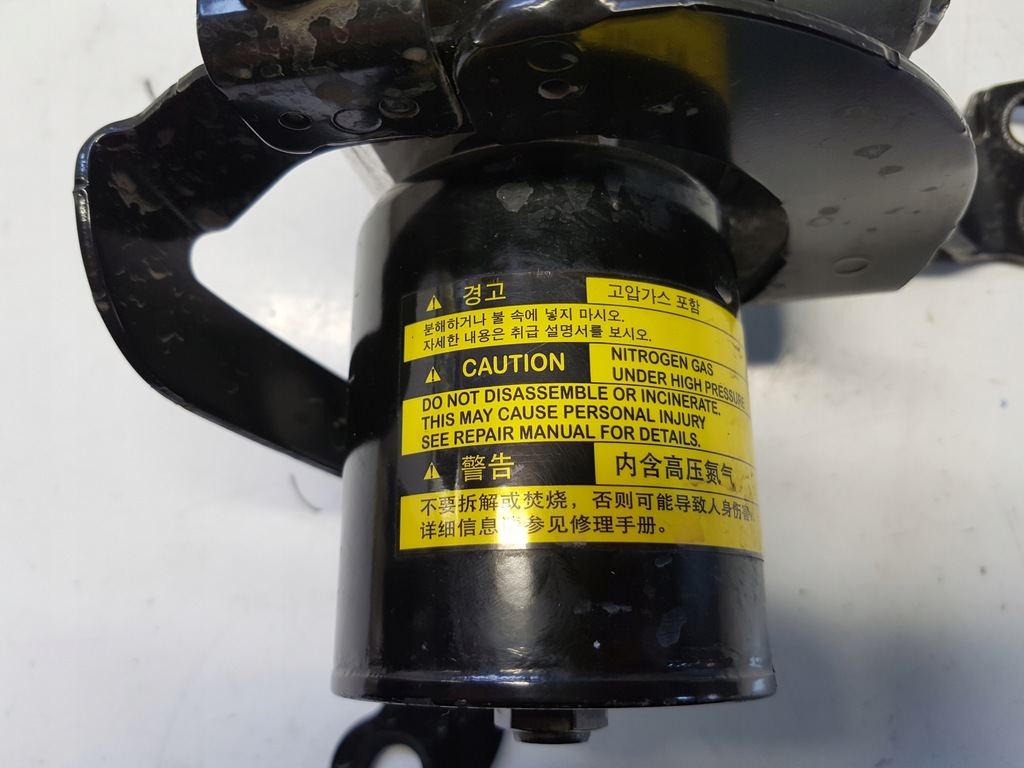 경고
고압가스 포함
분해하거나 불 속에 넣지 마시오.
자세한 내용은 취급 설명서를 보시오.
CAUTION
NITROGEN GAS
UNDER HIGH PRESSURE
DO NOT DISASSEMBLE OR INCINERATE.
THIS MAY CAUSE PERSONAL INJURY
SEE REPAIR MANUAL FOR DETAILS.
警告
内含高压氮气
不要拆解或焚烧，否则可能导致人身伤害
详细信息 参见修理手册。